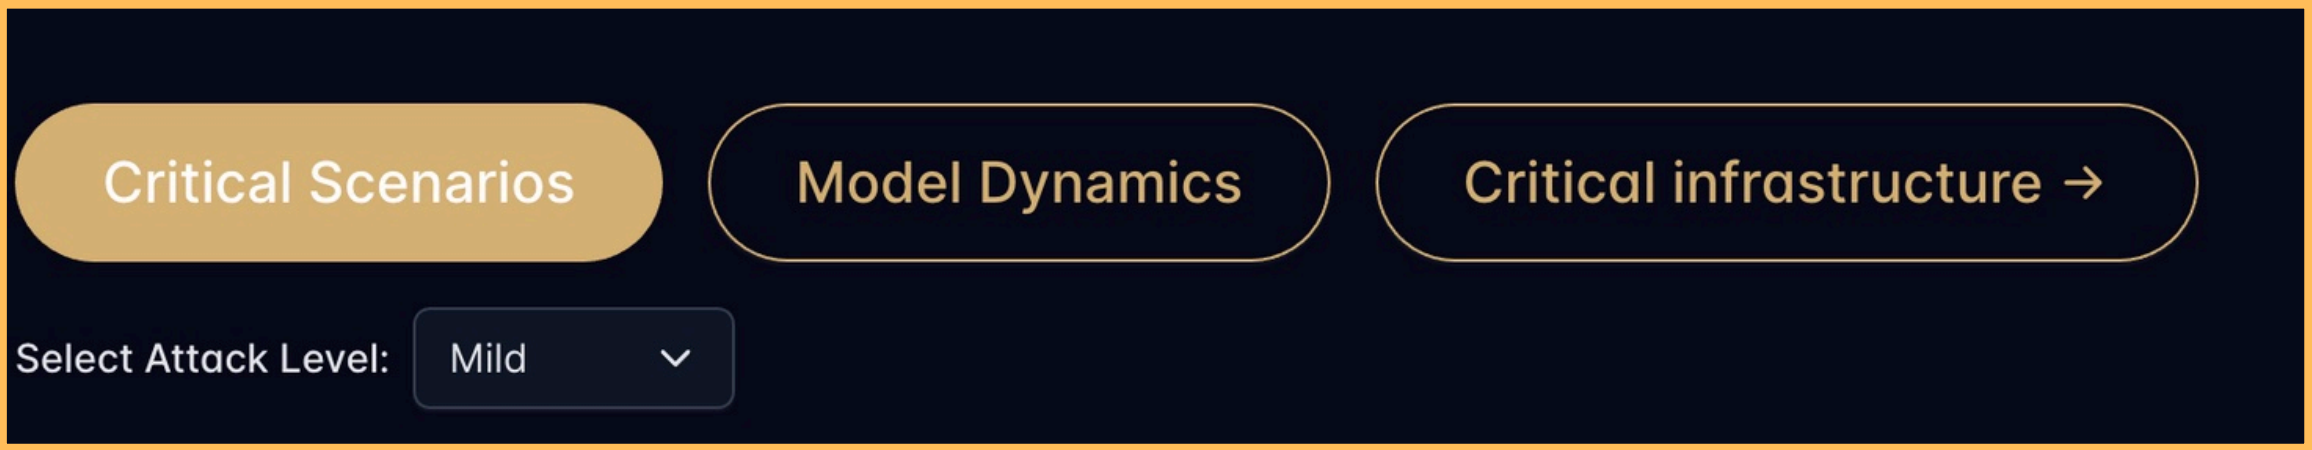 Critical Scenarios
Model Dynamics
Critical infrastructure →
Select Attack Level: Mild